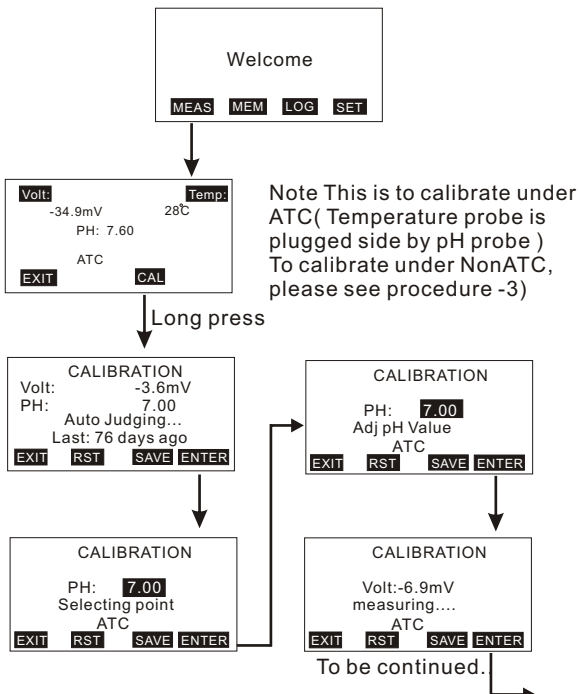 Welcome
MEAS MEM LOG SET
Volt: Temp:
-34.9mV 28℃
PH: 7.60
ATC
EXIT CAL
Note This is to calibrate under
ATC( Temperature probe is
plugged side by pH probe )
To calibrate under NonATC,
please see procedure -3)
Long press
CALIBRATION
Volt: -3.6mV
PH: 7.00
Auto Judging...
Last: 76 days ago
EXIT RST SAVE ENTER
CALIBRATION
PH: 7.00
Selecting point
ATC
EXIT RST SAVE ENTER
CALIBRATION
PH: 7.00
Adj pH Value
ATC
EXIT RST SAVE ENTER
CALIBRATION
Volt:-6.9mV
measuring....
ATC
EXIT RST SAVE ENTER
To be continued..